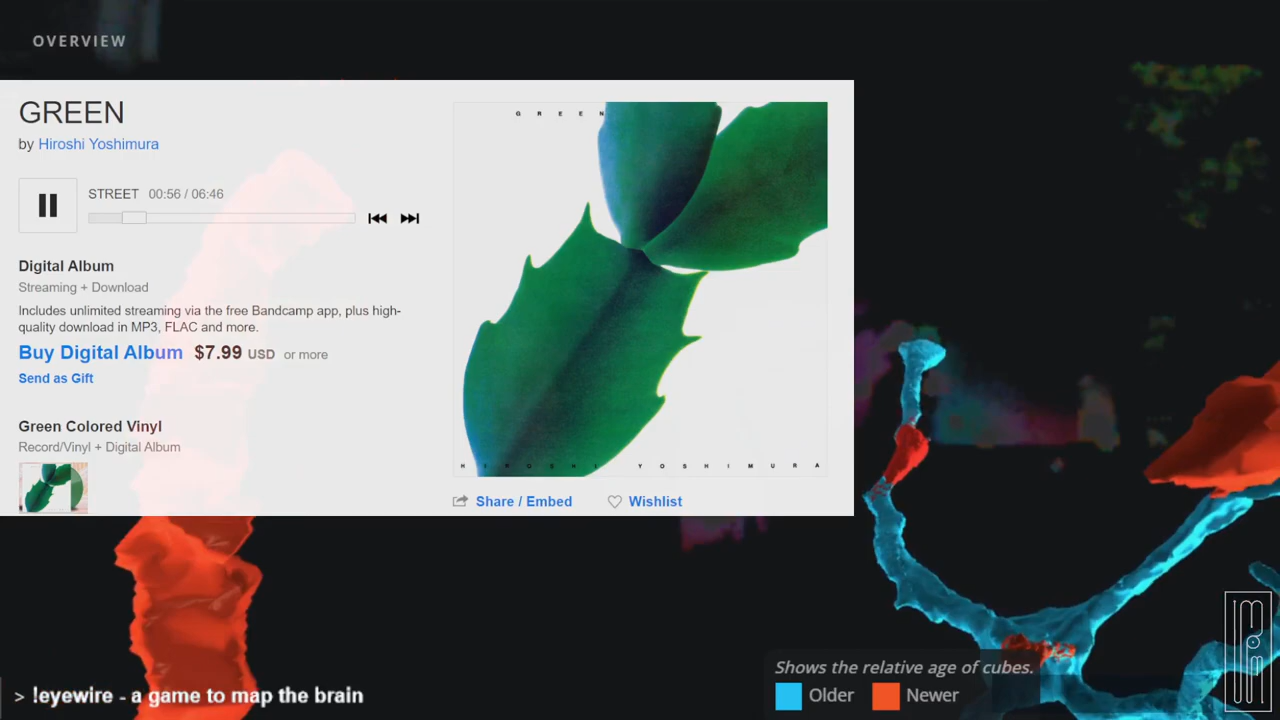 OVERVIEW
GREEN
by Hiroshi Yoshimura
STREET 00:56 / 06:46
Digital Album
Streaming + Download
Includes unlimited streaming via the free Bandcamp app, plus high-
quality download in MP3, FLAC and more.
Buy Digital Album $7.99 USD or more
Send as Gift
Green Colored Vinyl
Record/Vinyl + Digital Album
GREEN
HIROSHI YOSHIMURA
Share / Embed Wishlist
Shows the relative age of cubes.
Older Newer
> !eyewire - a game to map the brain